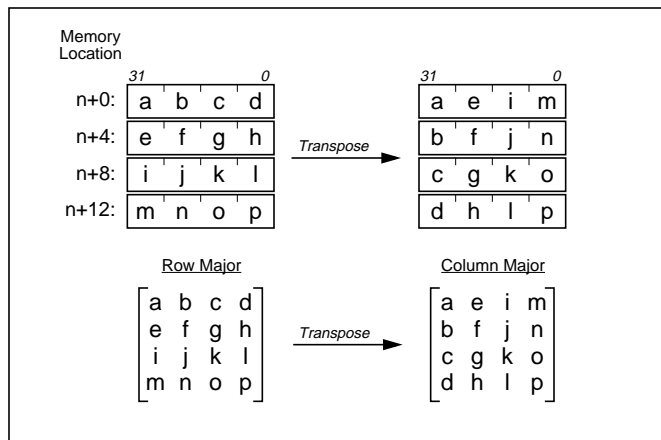 Memory
Location
31 0 31 0
n+0: a b c d a e i m
n+4: e f g h b f j n
Transpose
n+8: i j k l c g k o
n+12: m n o p d h l p
Row Major Column Major
a b c d a e i m
e f g h b f j n
Transpose
i j k l c g k o
m n o p d h l p